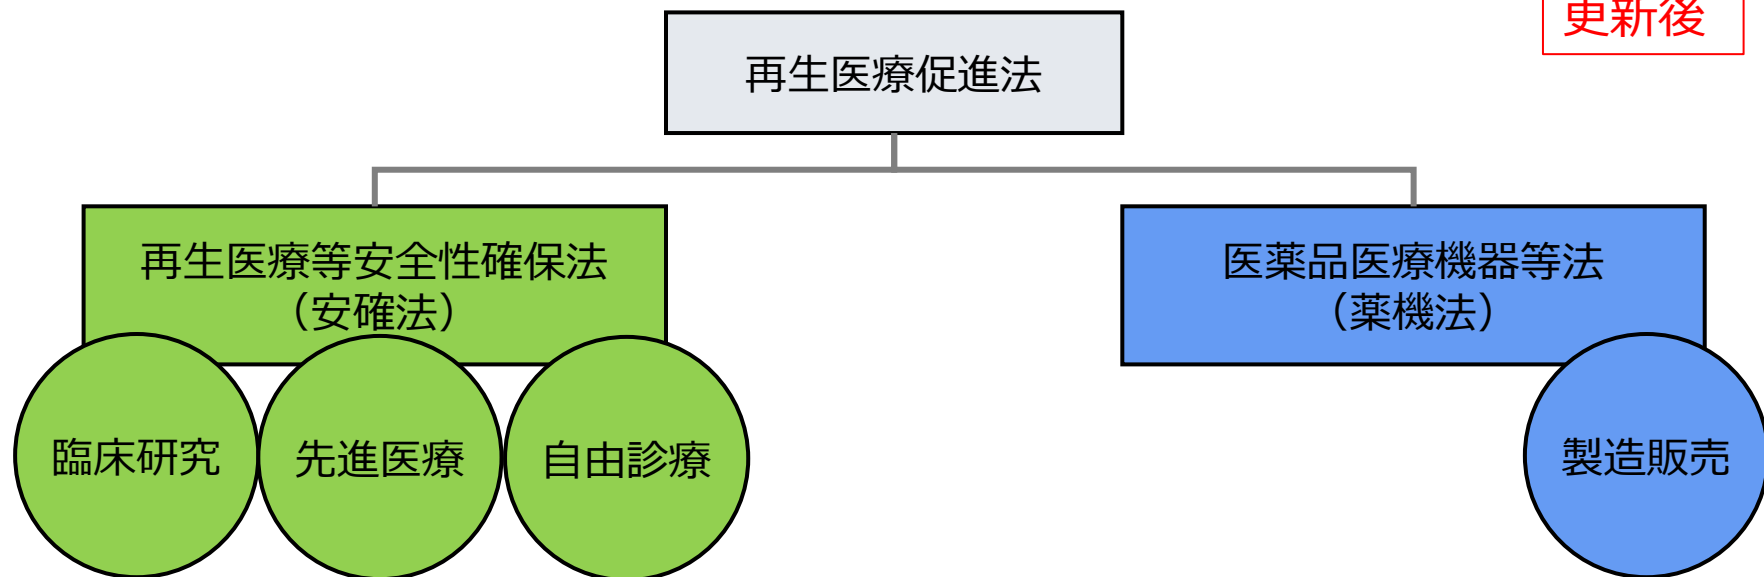 更新後
再生医療促進法
再生医療等安全性確保法
（安確法）
医薬品医療機器等法
（薬機法）
臨床研究
先進医療
自由診療
製造販売